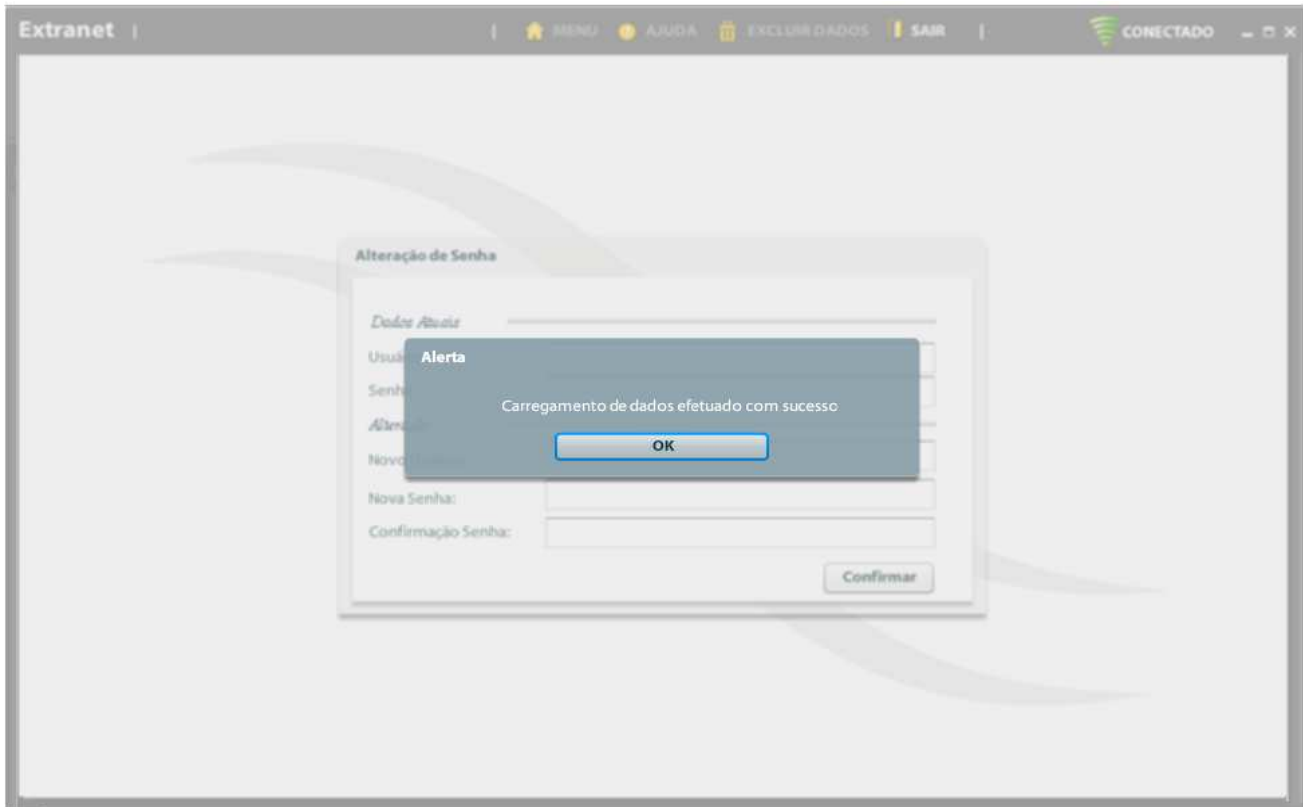 Extranet |
| MENU AJUDA EXCLUIR DADOS SAIR |
CONECTADO
Alteração de Senha
Dados Atuais
Alerta
Carregamento de dados efetuado com sucesso
OK
Nova Senha:
Confirmação Senha:
Confirmar